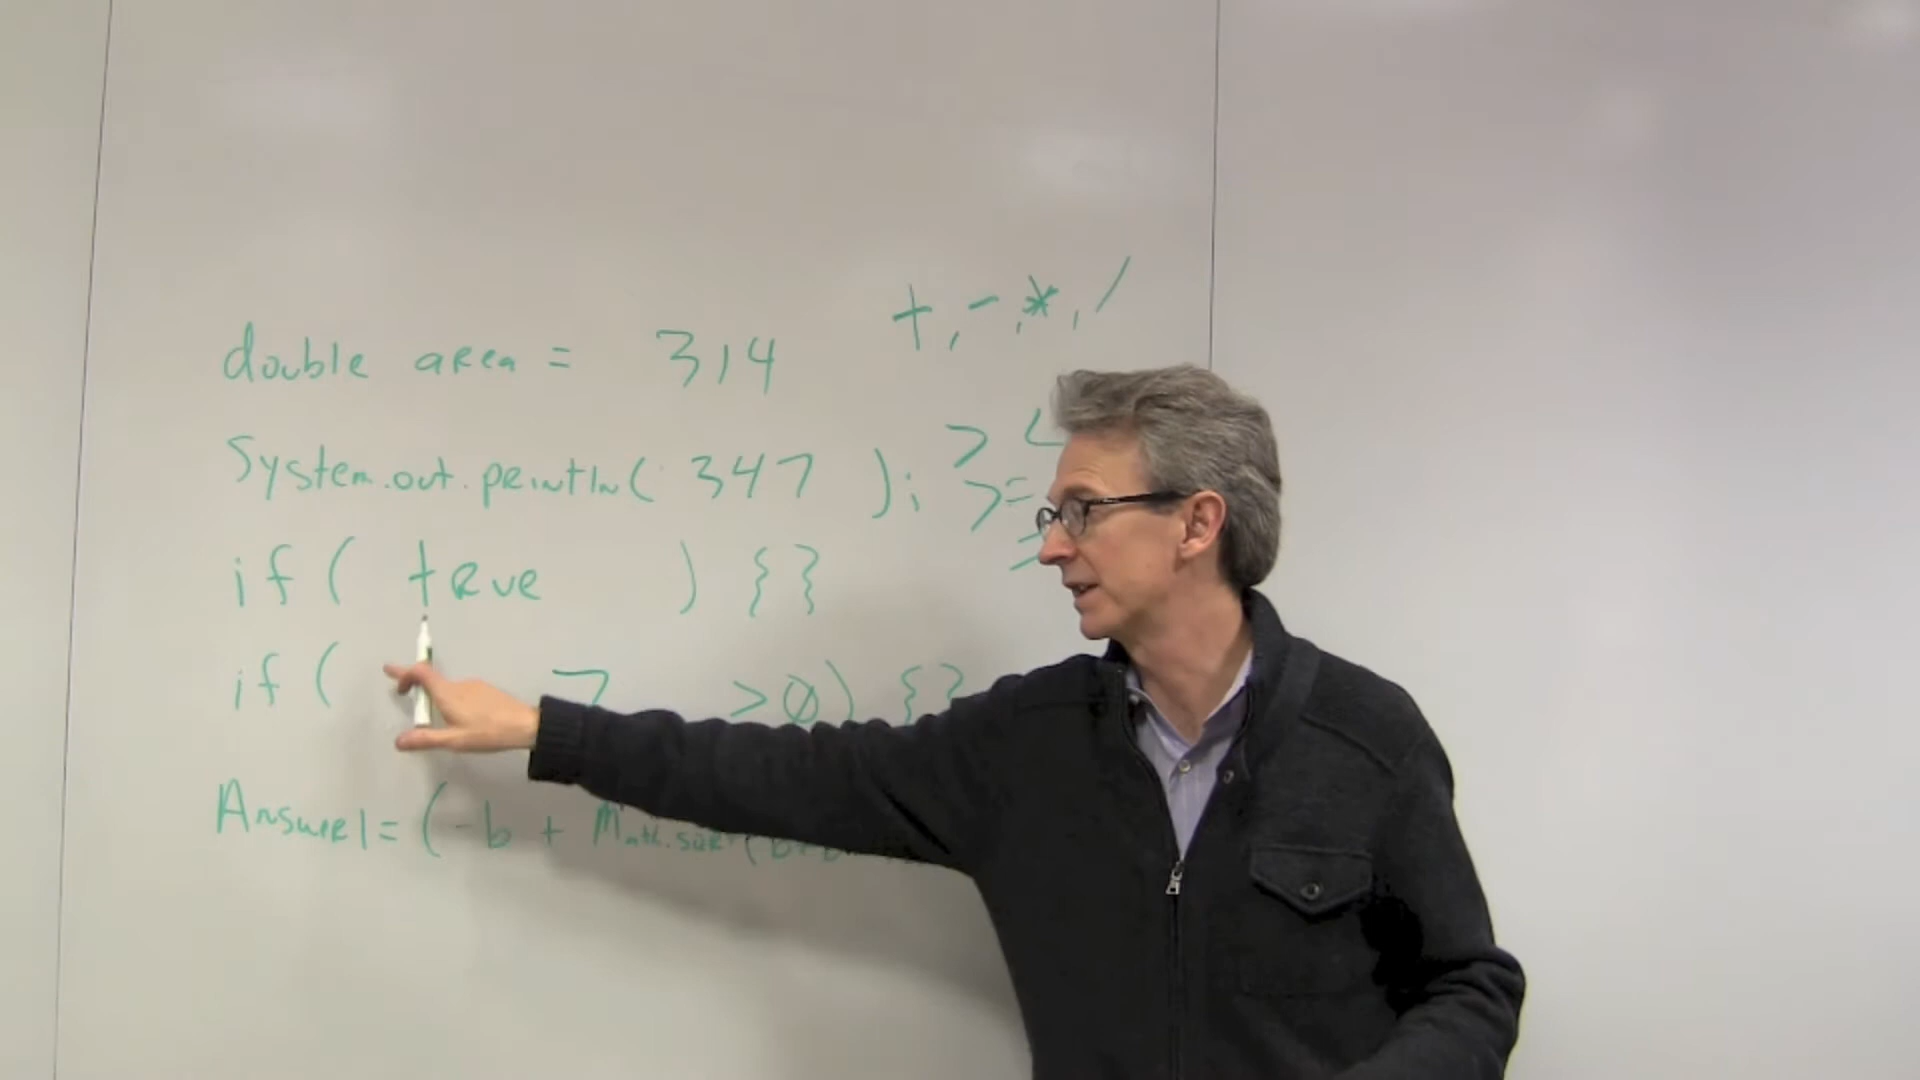 +, -, *, /
double area = 314
System.out.println( 347 );
> <
>=
if ( true ) {}
if ( 7 >0) {}
Answer1= (-b + Math.sqrt(